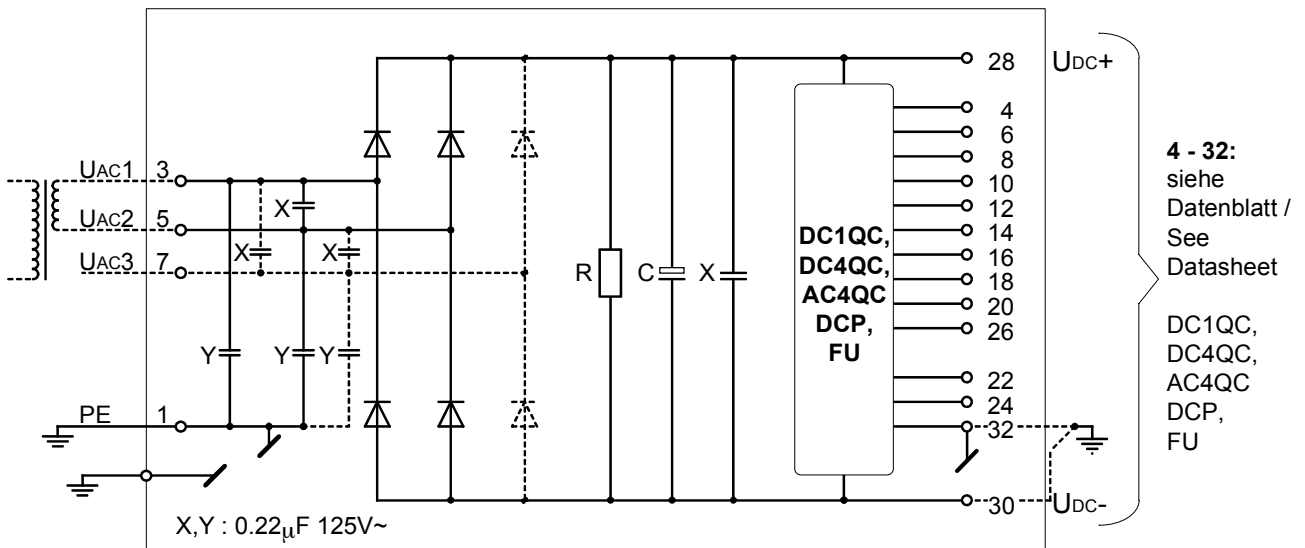 28 UDC+
4
6
8
10
12
14
16
18
20
26
22
24
32
30 UDC-
UAC1 3
UAC2 5
UAC3 7
PE 1
X
X
X
Y
Y
Y
R
C
X
DC1QC,
DC4QC,
AC4QC
DCP,
FU
X,Y : 0.22µF 125V~
4 - 32:
siehe
Datenblatt /
See
Datasheet
DC1QC,
DC4QC,
AC4QC
DCP,
FU